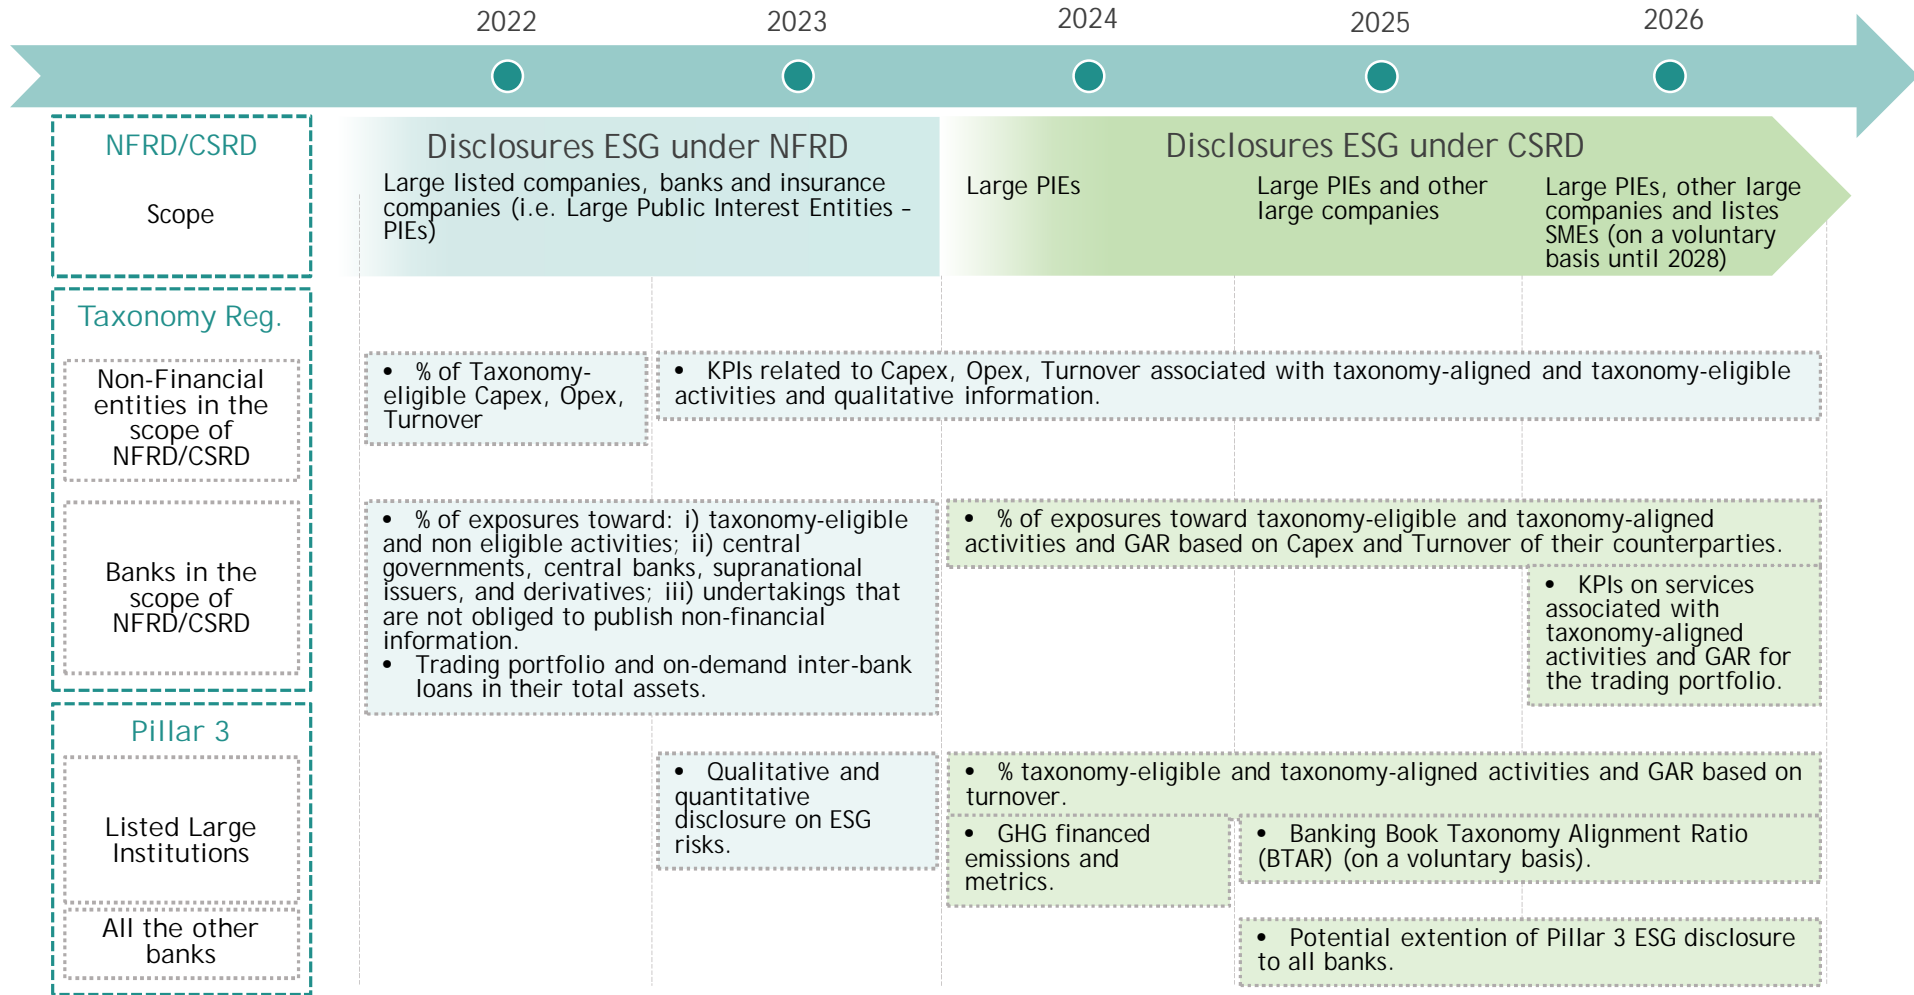 2022
2023
2024
2025
2026
NFRD/CSRD
Scope
Disclosures ESG under NFRD
Large listed companies, banks and insurance
companies (i.e. Large Public Interest Entities –
PIEs)
Disclosures ESG under CSRD
Large PIEs
Large PIEs and other
large companies
Large PIEs, other large
companies and listes
SMEs (on a voluntary
basis until 2028)
Taxonomy Reg.
Non-Financial
entities in the
scope of
NFRD/CSRD
• % of Taxonomy-
eligible Capex, Opex,
Turnover
• KPIs related to Capex, Opex, Turnover associated with taxonomy-aligned and taxonomy-eligible
activities and qualitative information.
Banks in the
scope of
NFRD/CSRD
• % of exposures toward: i) taxonomy-eligible
and non eligible activities; ii) central
governments, central banks, supranational
issuers, and derivatives; iii) undertakings that
are not obliged to publish non-financial
information.
• Trading portfolio and on-demand inter-bank
loans in their total assets.
• % of exposures toward taxonomy-eligible and taxonomy-aligned
activities and GAR based on Capex and Turnover of their counterparties.
• KPIs on services
associated with
taxonomy-aligned
activities and GAR for
the trading portfolio.
Pillar 3
Listed Large
Institutions
• Qualitative and
quantitative
disclosure on ESG
risks.
• % taxonomy-eligible and taxonomy-aligned activities and GAR based on
turnover.
• GHG financed
emissions and
metrics.
• Banking Book Taxonomy Alignment Ratio
(BTAR) (on a voluntary basis).
All the other
banks
• Potential extention of Pillar 3 ESG disclosure
to all banks.